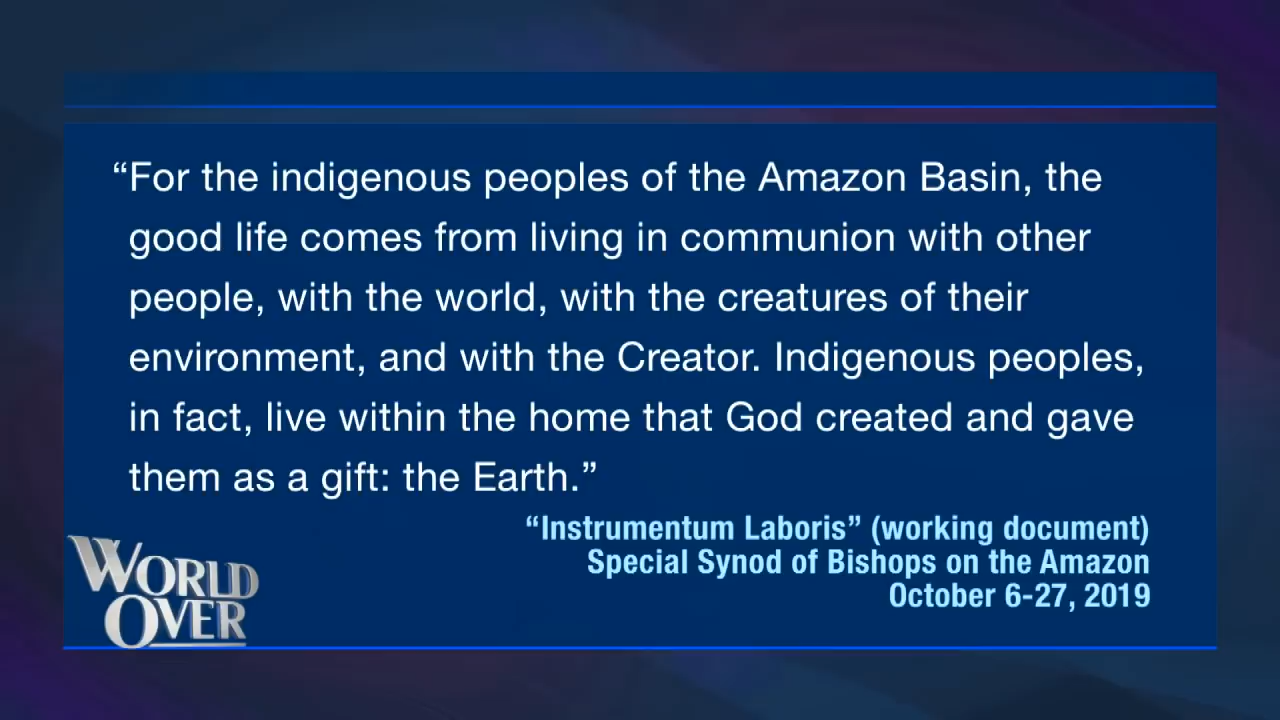 “For the indigenous peoples of the Amazon Basin, the
good life comes from living in communion with other
people, with the world, with the creatures of their
environment, and with the Creator. Indigenous peoples,
in fact, live within the home that God created and gave
them as a gift: the Earth.”
“Instrumentum Laboris” (working document)
Special Synod of Bishops on the Amazon
October 6-27, 2019
WORLD
OVER